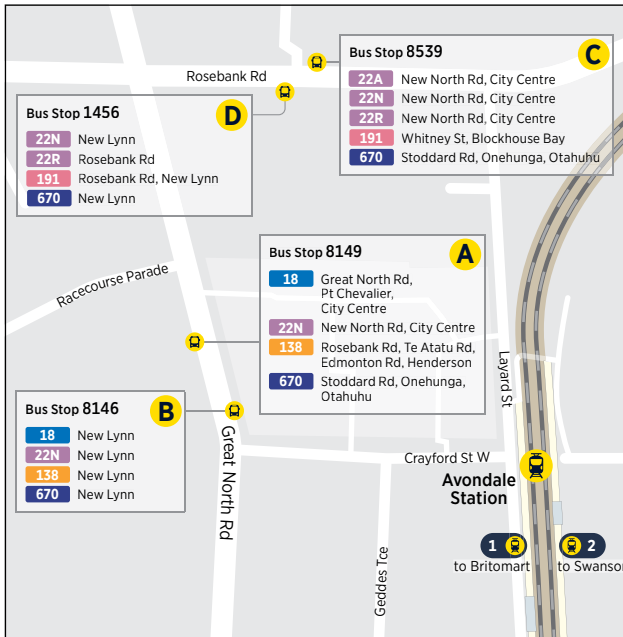 Rosebank Rd
Bus Stop 8539
C
22A New North Rd, City Centre
22N New North Rd, City Centre
22R New North Rd, City Centre
191 Whitney St, Blockhouse Bay
670 Stoddard Rd, Onehunga, Otahuhu
Bus Stop 1456
D
22N New Lynn
22R Rosebank Rd
191 Rosebank Rd, New Lynn
670 New Lynn
Racecourse Parade
Bus Stop 8149
A
18 Great North Rd,
Pt Chevalier,
City Centre
22N New North Rd, City Centre
138 Rosebank Rd, Te Atatu Rd,
Edmonton Rd, Henderson
670 Stoddard Rd, Onehunga,
Otahuhu
Layard St
Bus Stop 8146
B
18 New Lynn
22N New Lynn
138 New Lynn
670 New Lynn
Great North Rd
Crayford St W
Avondale
Station
Geddes Tce
1
to Britomart
2
to Swanson